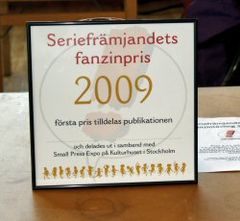 Seriefrämjandets
fanzinpris
2009
första pris tilldelas publikationen
och delades ut i samband med
Small Press Expo på Kulturhuset i Stockholm